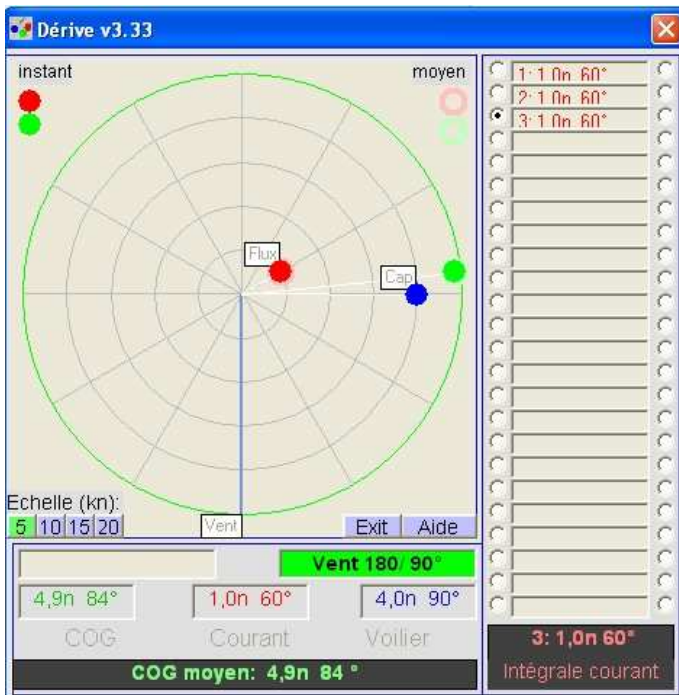 Dérive v3.33
instant
moyen
Flux
Cap
Echelle (kn):
5 10 15 20
Vent
Exit Aide
Vent 180/ 90°
4,9n 84° 1,0n 60° 4,0n 90°
COG Courant Voilier
COG moyen: 4,9n 84 °
1: 1,0n 60°
2: 1,0n 60°
3: 1,0n 60°
3: 1,0n 60°
Intégrale courant